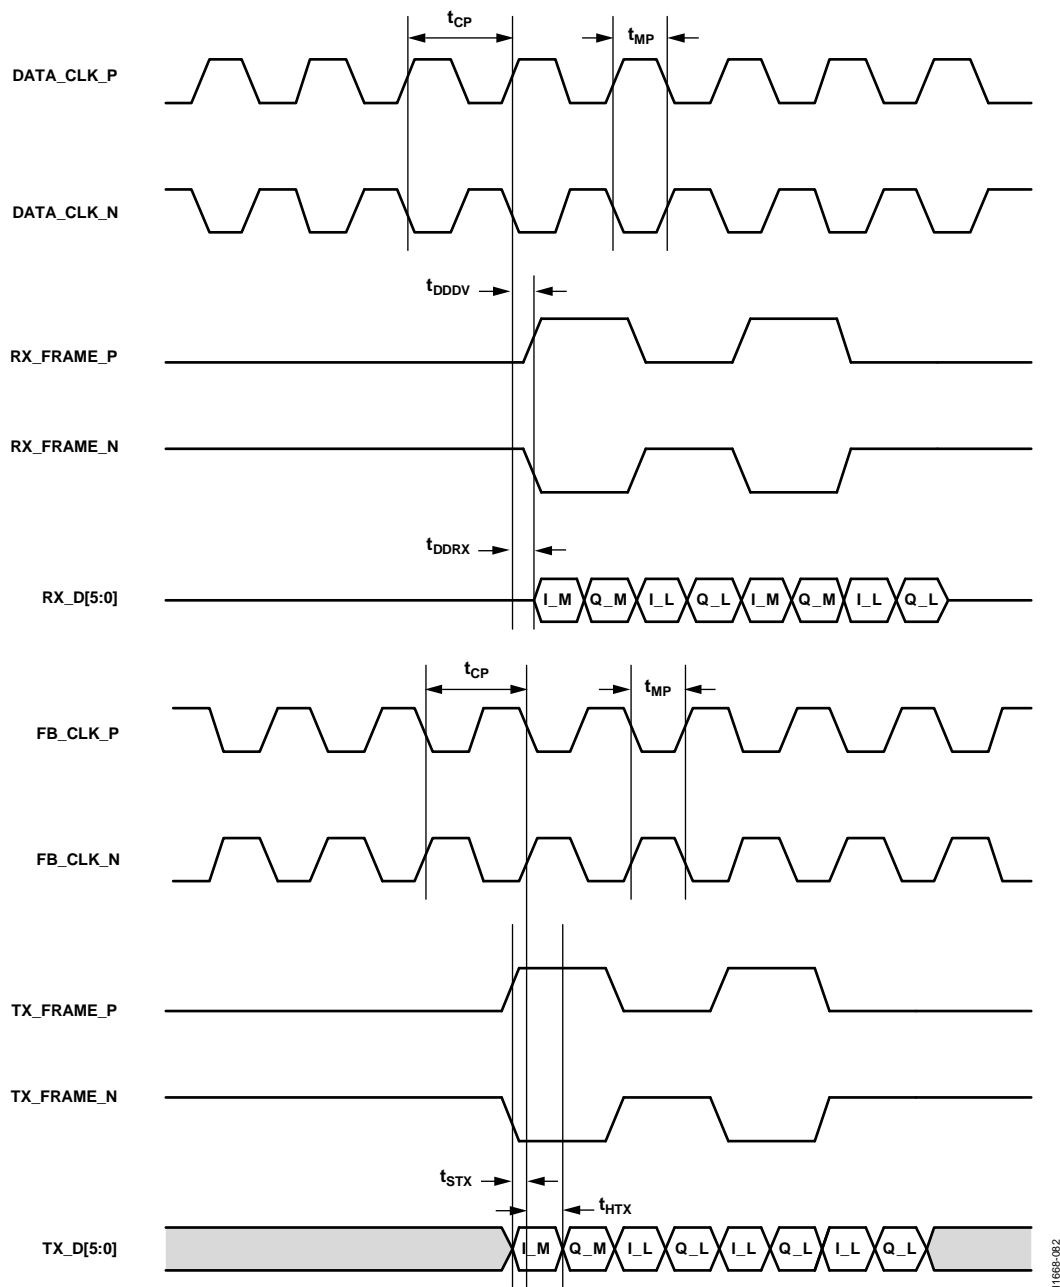 tCP
tMP
DATA_CLK_P
DATA_CLK_N
tDDDV
RX_FRAME_P
RX_FRAME_N
tDDRX
RX_D[5:0]
I_M Q_M I_L Q_L I_M Q_M I_L Q_L
tCP
tMP
FB_CLK_P
FB_CLK_N
TX_FRAME_P
TX_FRAME_N
tSTX
tHTX
TX_D[5:0]
I_M Q_M I_L Q_L I_L Q_L I_L Q_L
11668-082